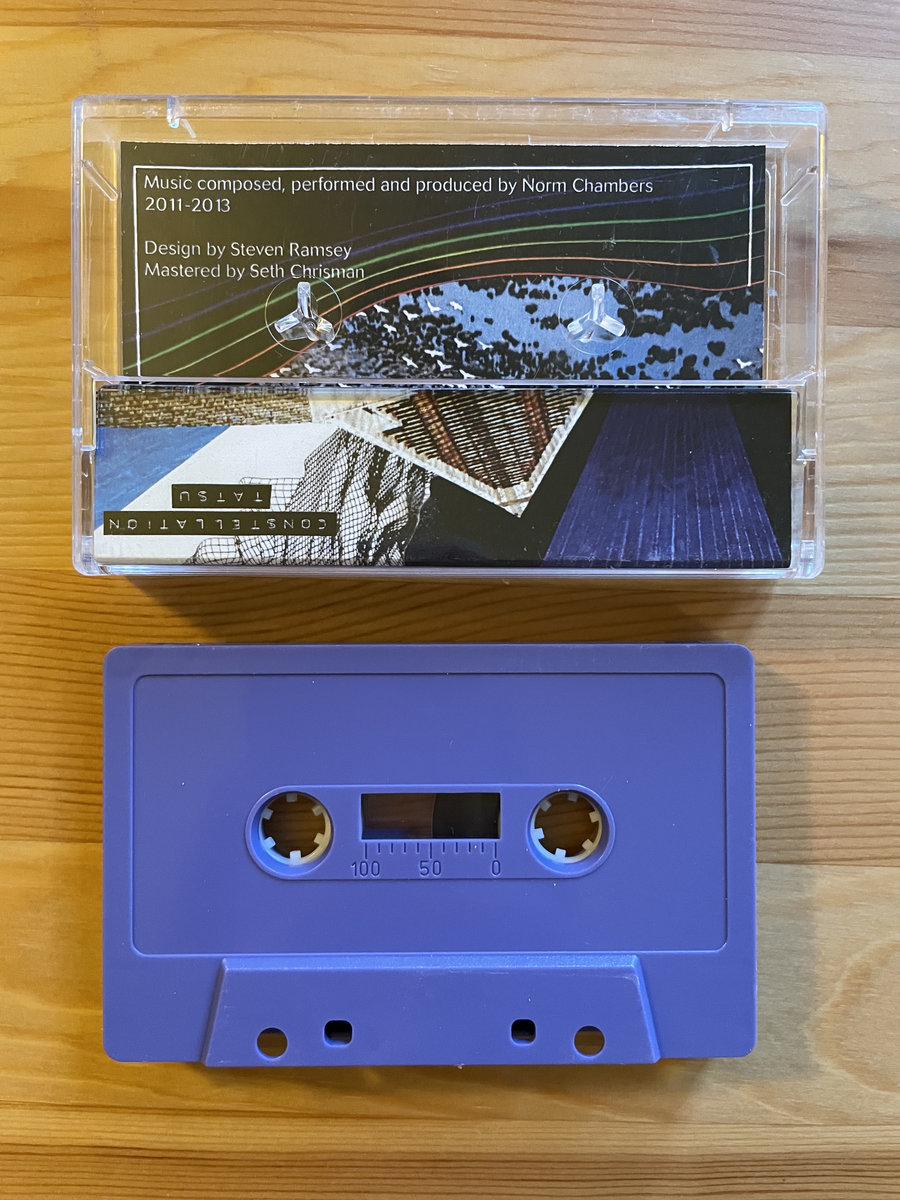 Music composed, performed and produced by Norm Chambers
2011-2013
Design by Steven Ramsey
Mastered by Seth Chrisman
CONSTELLATION
TATSU
100 50 0